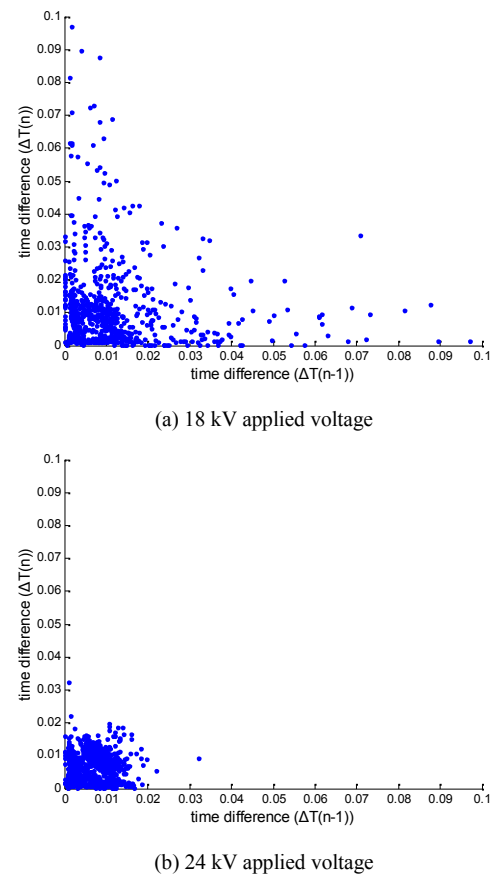 0.1
0.09
0.08
0.07
0.06
0.05
0.04
0.03
0.02
0.01
0
time difference (ΔT(n))
0 0.01 0.02 0.03 0.04 0.05 0.06 0.07 0.08 0.09 0.1
time difference (ΔT(n-1))
(a) 18 kV applied voltage
0.1
0.09
0.08
0.07
0.06
0.05
0.04
0.03
0.02
0.01
0
time difference (ΔT(n))
0 0.01 0.02 0.03 0.04 0.05 0.06 0.07 0.08 0.09 0.1
time difference (ΔT(n-1))
(b) 24 kV applied voltage